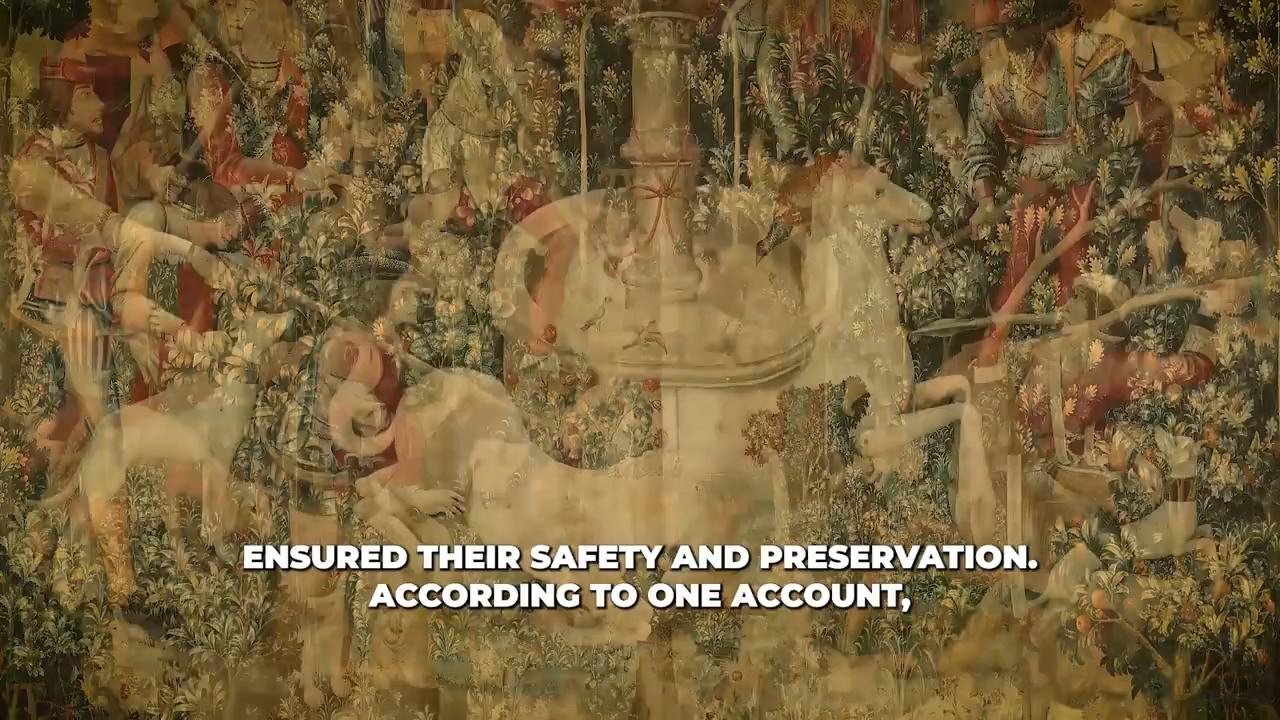 ENSURED THEIR SAFETY AND PRESERVATION.
ACCORDING TO ONE ACCOUNT,